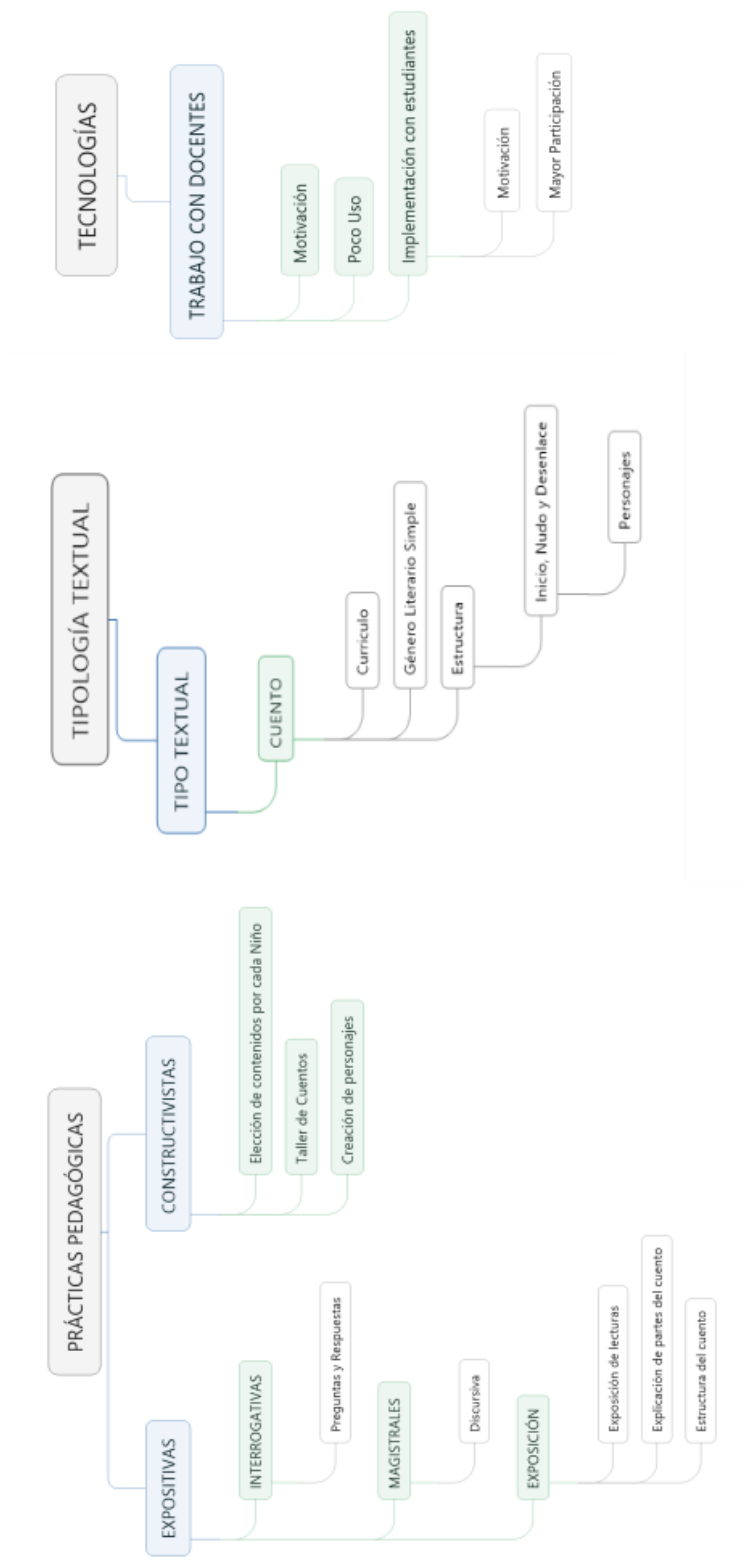 PRÁCTICAS PEDAGÓGICAS
EXPOSITIVAS
INTERROGATIVAS
Preguntas y Respuestas
MAGISTRALES
Discursiva
EXPOSICIÓN
Exposición de lecturas
Explicación de partes del cuento
Estructura del cuento
CONSTRUCTIVISTAS
Elección de contenidos por cada Niño
Taller de Cuentos
Creación de personajes
TIPOLOGÍA TEXTUAL
TIPO TEXTUAL
CUENTO
Curriculo
Género Literario Simple
Estructura
Inicio, Nudo y Desenlace
Personajes
TECNOLOGÍAS
TRABAJO CON DOCENTES
Motivación
Poco Uso
Implementación con estudiantes
Motivación
Mayor Participación